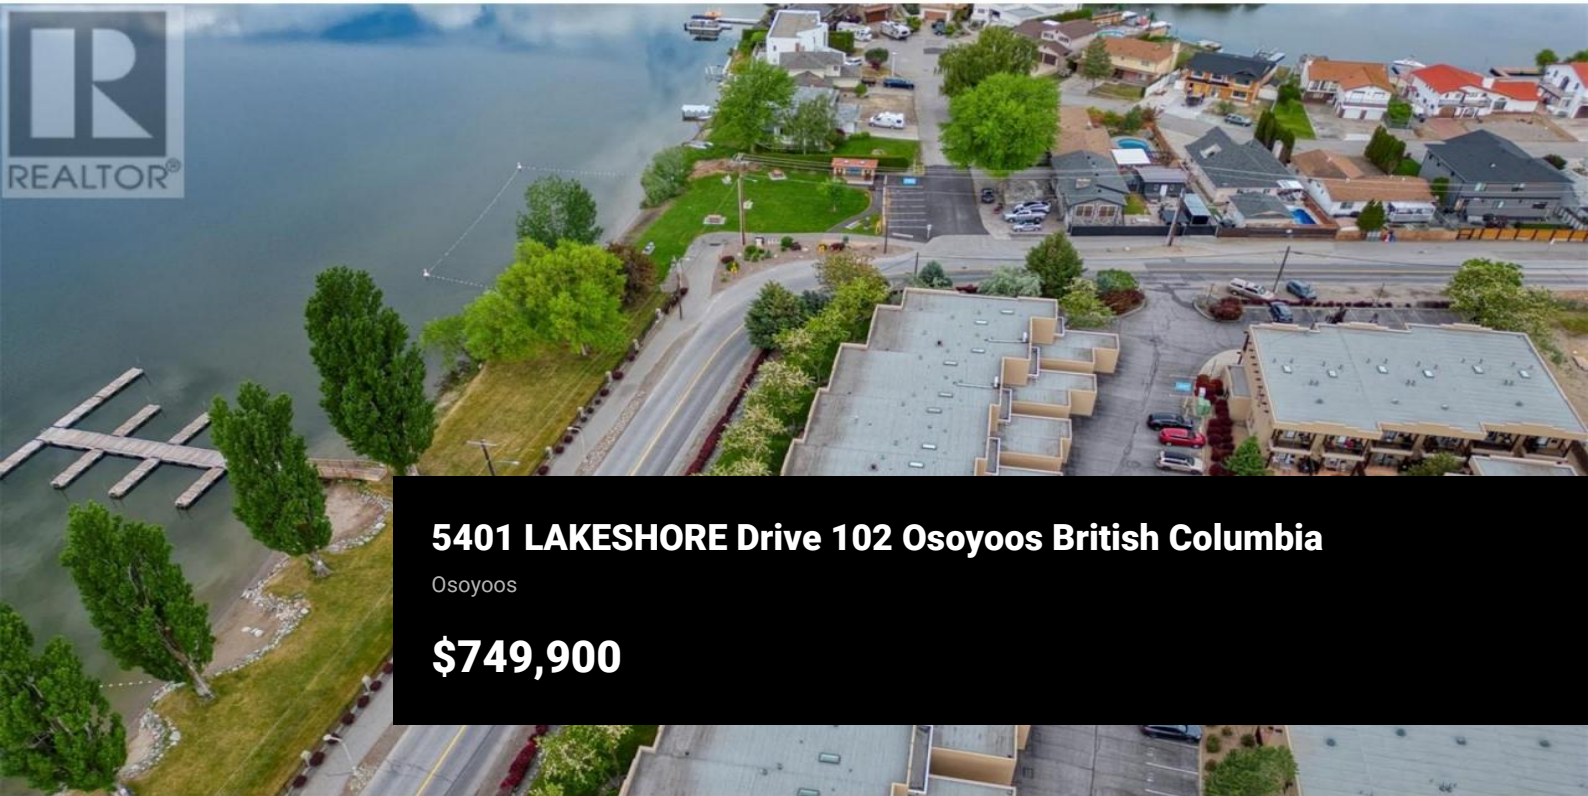 R
REALTOR®
5401 LAKESHORE Drive 102 Osoyoos British Columbia
Osoyoos
$749,900